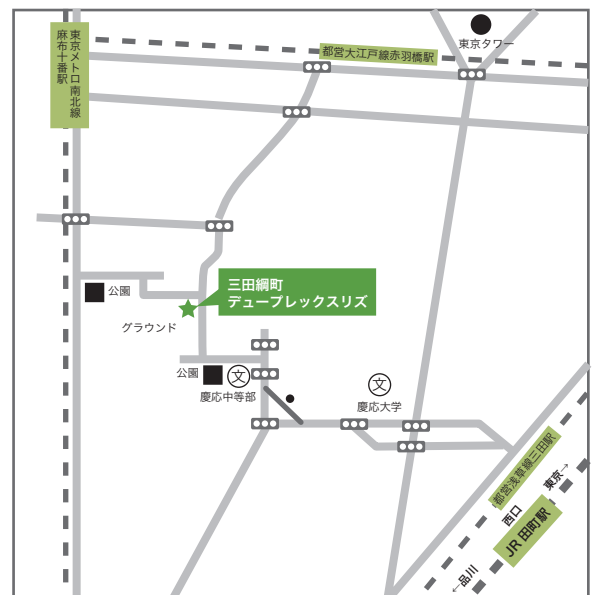 東京タワー
都営大江戸線赤羽橋駅
東京メトロ南北線
麻布十番駅
三田綱町
デュープレックスリズ
公園
グラウンド
公園
文
慶応中等部
文
慶応大学
都営浅草線三田駅
東京→
西口
JR 田町駅
←品川